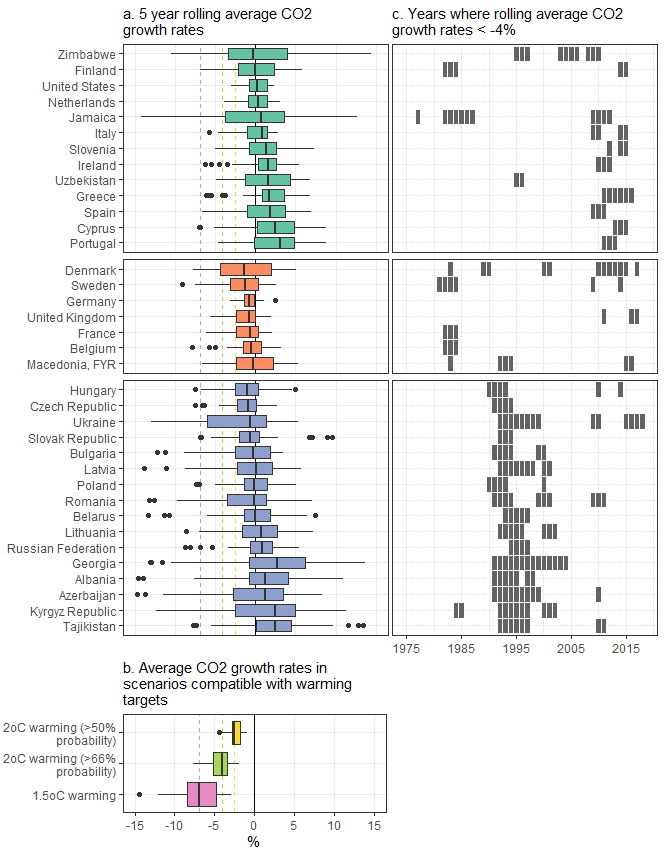 a. 5 year rolling average CO2
growth rates
c. Years where rolling average CO2
growth rates < -4%
Zimbabwe
Finland
United States
Netherlands
Jamaica
Italy
Slovenia
Ireland
Uzbekistan
Greece
Spain
Cyprus
Portugal
Denmark
Sweden
Germany
United Kingdom
France
Belgium
Macedonia, FYR
Hungary
Czech Republic
Ukraine
Slovak Republic
Bulgaria
Latvia
Poland
Romania
Belarus
Lithuania
Russian Federation
Georgia
Albania
Azerbaijan
Kyrgyz Republic
Tajikistan
1975 1985 1995 2005 2015
b. Average CO2 growth rates in
scenarios compatible with warming
targets
2oC warming (>50%
probability)
2oC warming (>66%
probability)
1.5oC warming
-15 -10 -5 0 5 10 15
%